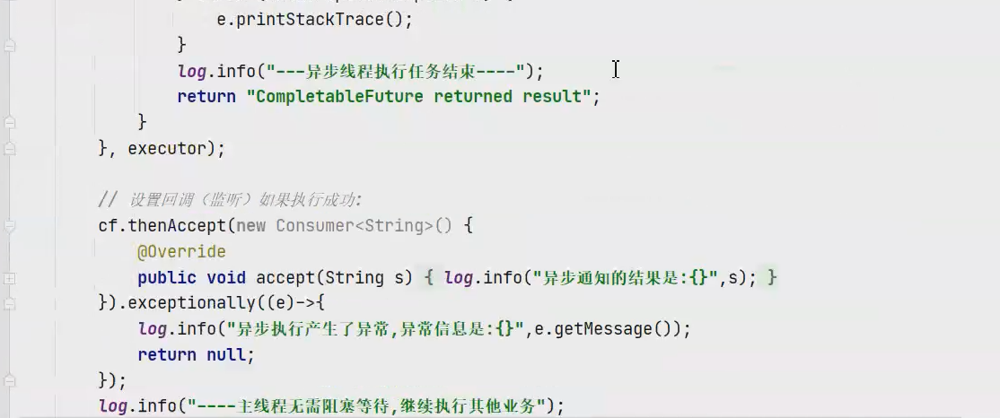 e.printStackTrace();
}
log.info("---异步线程执行任务结束----");
return "CompletableFuture returned result";
}
}, executor);
// 设置回调（监听）如果执行成功:
cf.thenAccept(new Consumer<String>() {
@Override
public void accept(String s) { log.info("异步通知的结果是:{}",s); }
}).exceptionally((e)->{
log.info("异步执行产生了异常,异常信息是:{}",e.getMessage());
return null;
});
log.info("----主线程无需阻塞等待,继续执行其他业务");